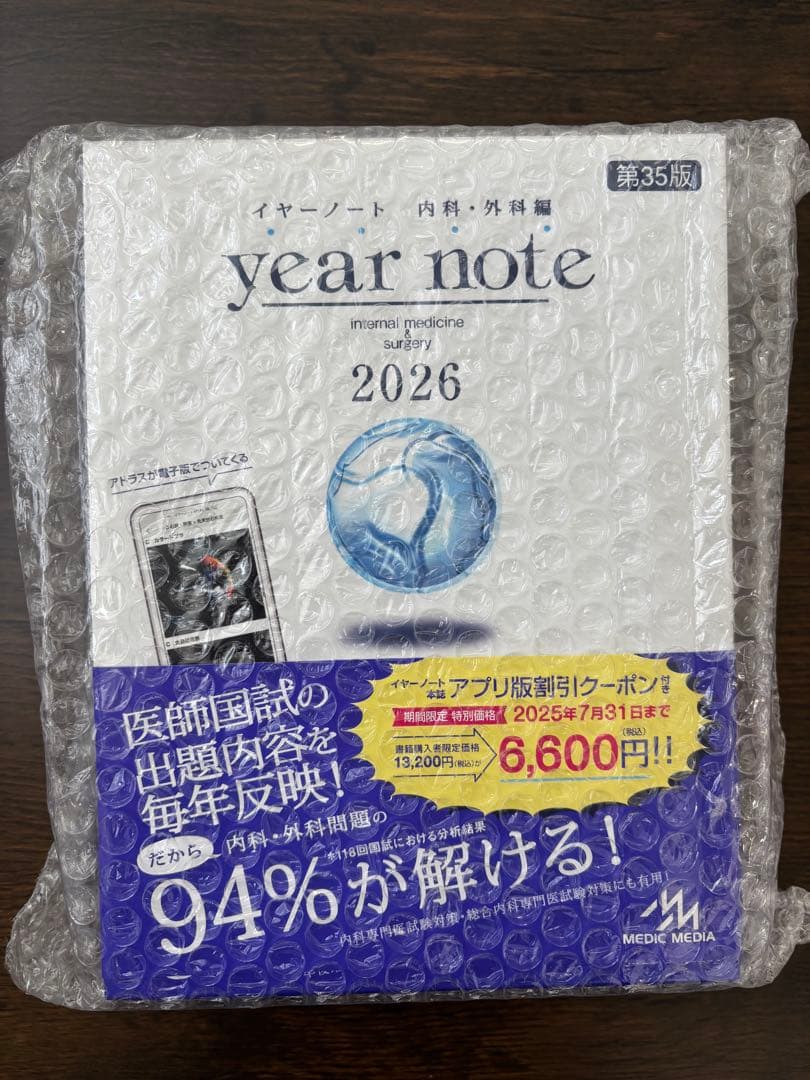 第35版
イヤーノート 内科・外科編
year note
internal medicine
&
surgery
2026
アトラスが電子版でついてくる
イヤーノート
本誌
アプリ版割引クーポン付き
期間限定 特別価格
2025年7月31日まで
書籍購入者限定価格
13,200円(税込)が
(税込)
6,600円!!
医師国試の
出題内容を
毎年反映!
だから
内科・外科問題の
*118回国試における分析結果
94%が解ける!
内科専門医試験対策・総合内科専門医試験対策にも有用!
MEDIC MEDIA